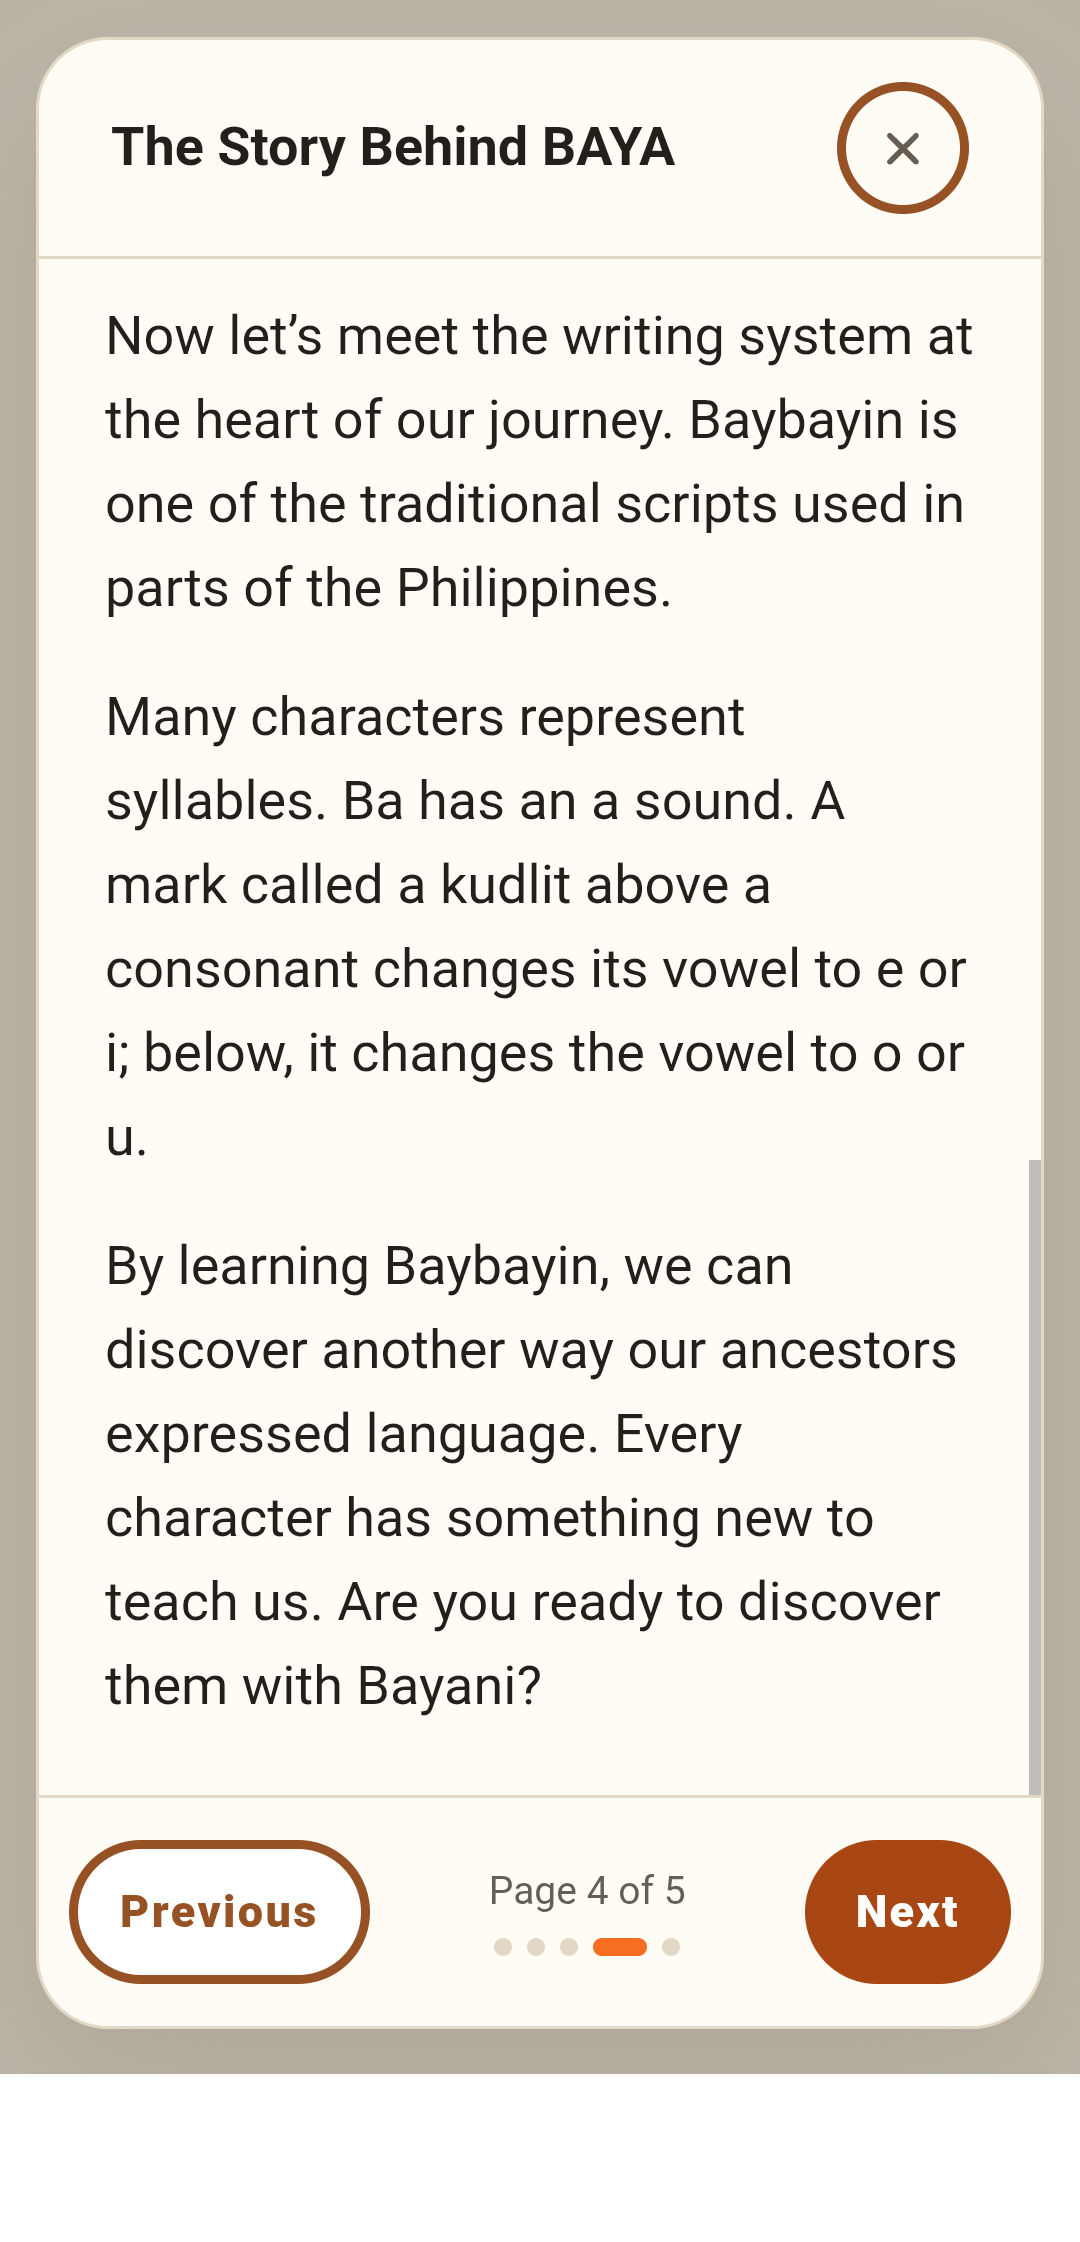 The Story Behind BAYA
Now let’s meet the writing system at
the heart of our journey. Baybayin is
one of the traditional scripts used in
parts of the Philippines.
Many characters represent
syllables. Ba has an a sound. A
mark called a kudlit above a
consonant changes its vowel to e or
i; below, it changes the vowel to o or
u.
By learning Baybayin, we can
discover another way our ancestors
expressed language. Every
character has something new to
teach us. Are you ready to discover
them with Bayani?
Previous
Page 4 of 5
Next